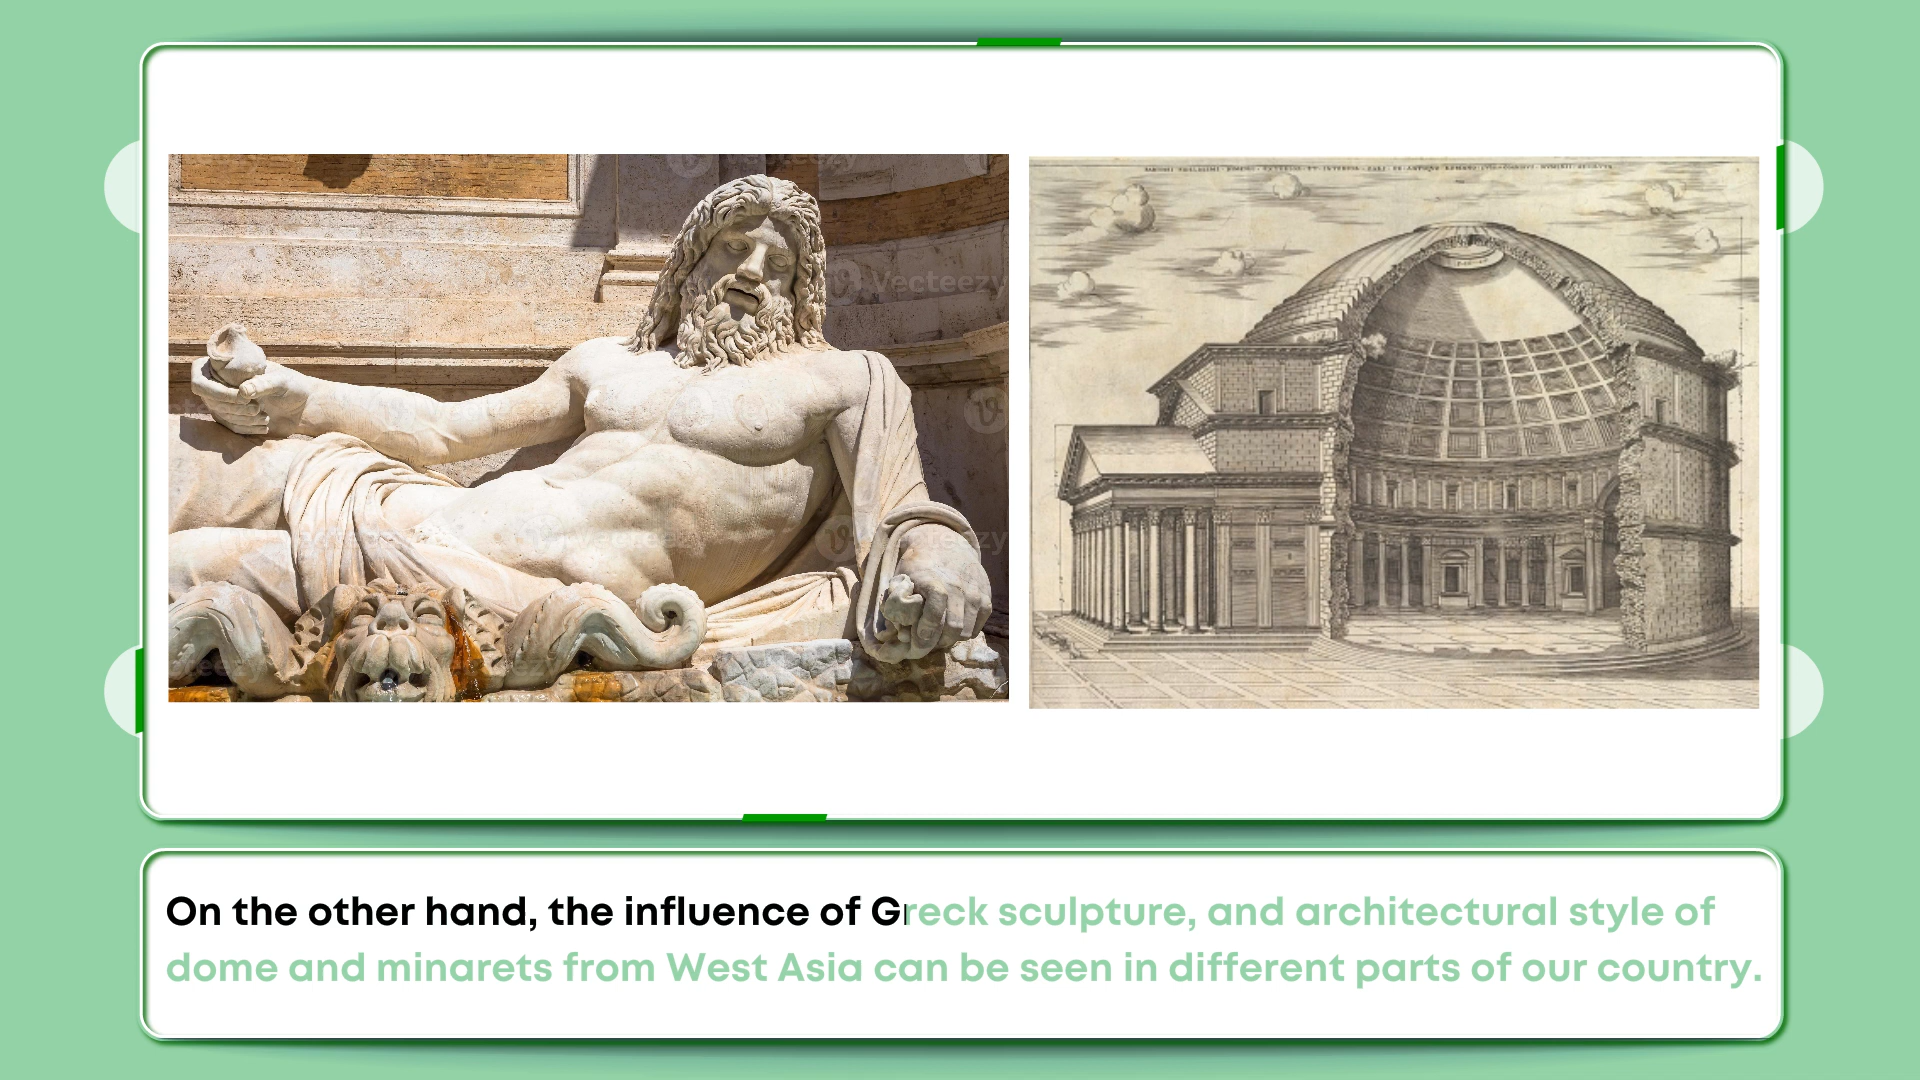 Vecteezy
On the other hand, the influence of Greck sculpture, and architectural style of
dome and minarets from West Asia can be seen in different parts of our country.